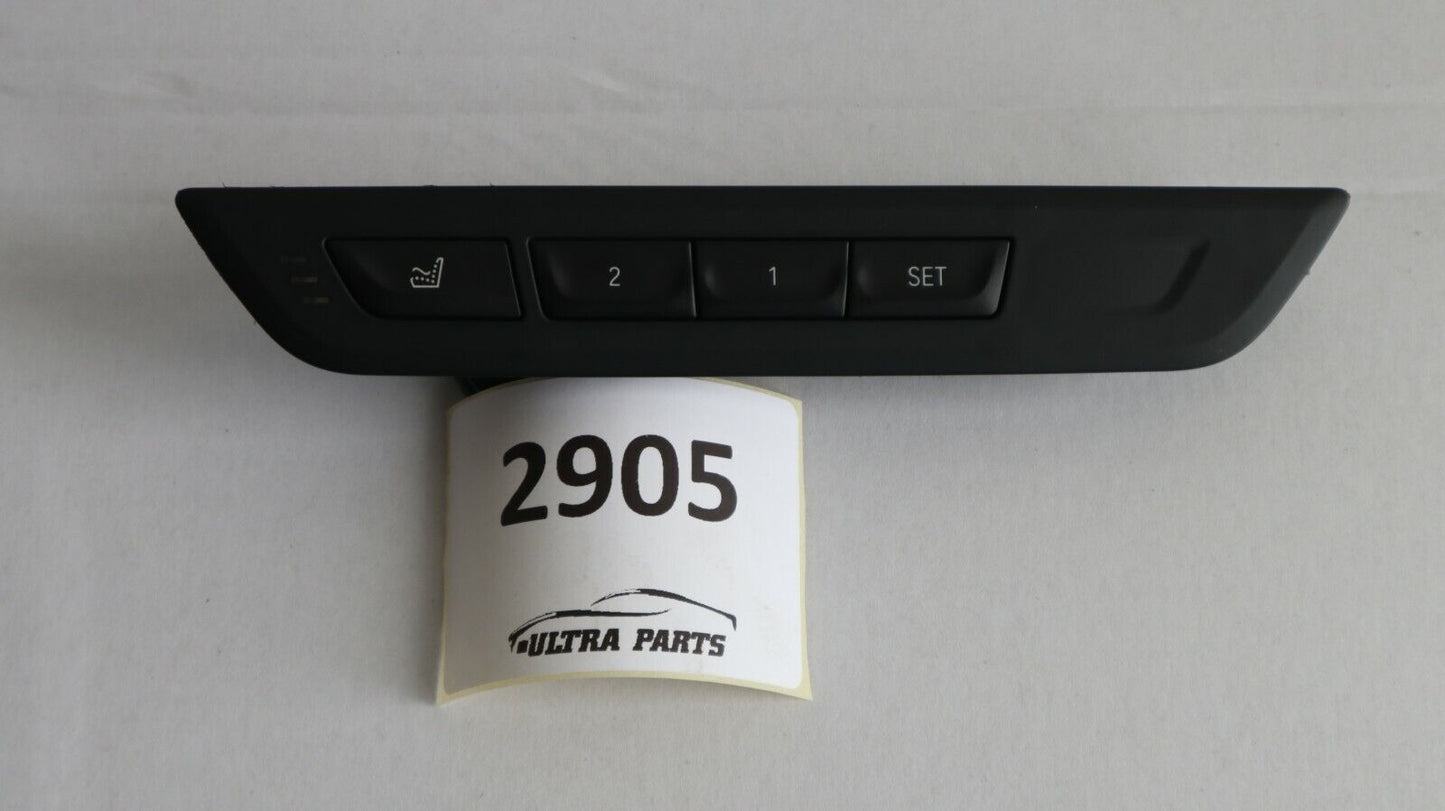 2 1 SET
2905
ULTRA PARTS